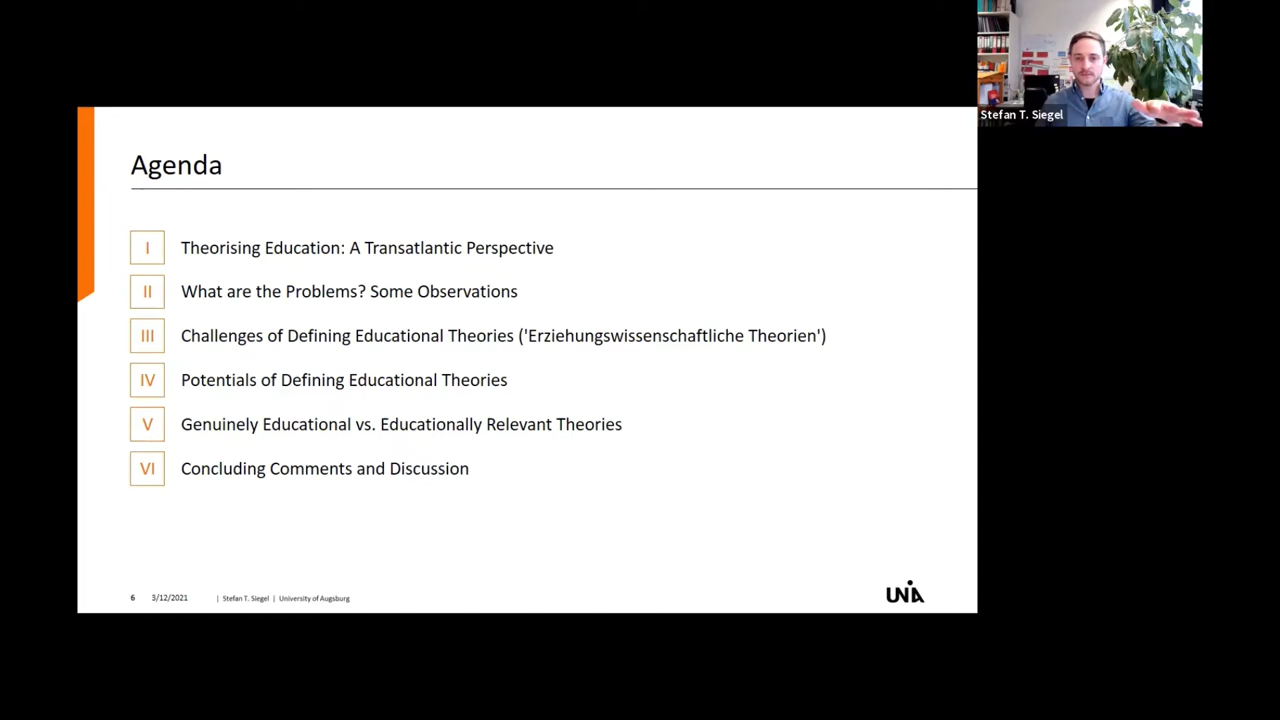 Stefan T. Siegel
Agenda
I Theorising Education: A Transatlantic Perspective
II What are the Problems? Some Observations
III Challenges of Defining Educational Theories ('Erziehungswissenschaftliche Theorien')
IV Potentials of Defining Educational Theories
V Genuinely Educational vs. Educationally Relevant Theories
VI Concluding Comments and Discussion
6 3/12/2021 | Stefan T. Siegel | University of Augsburg
UNIA